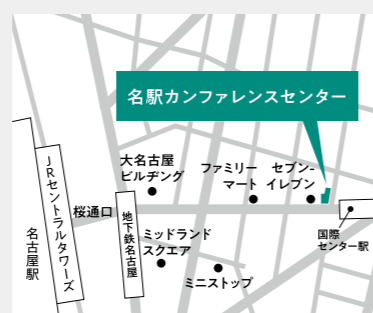 名駅カンファレンスセンター
大名古屋
ビルヂング
ファミリー
マート
セブン-
イレブン
JRセントラルタワーズ
名古屋駅
桜通口
地下鉄名古屋
ミッドランド
スクエア
ミニストップ
国際
センター駅